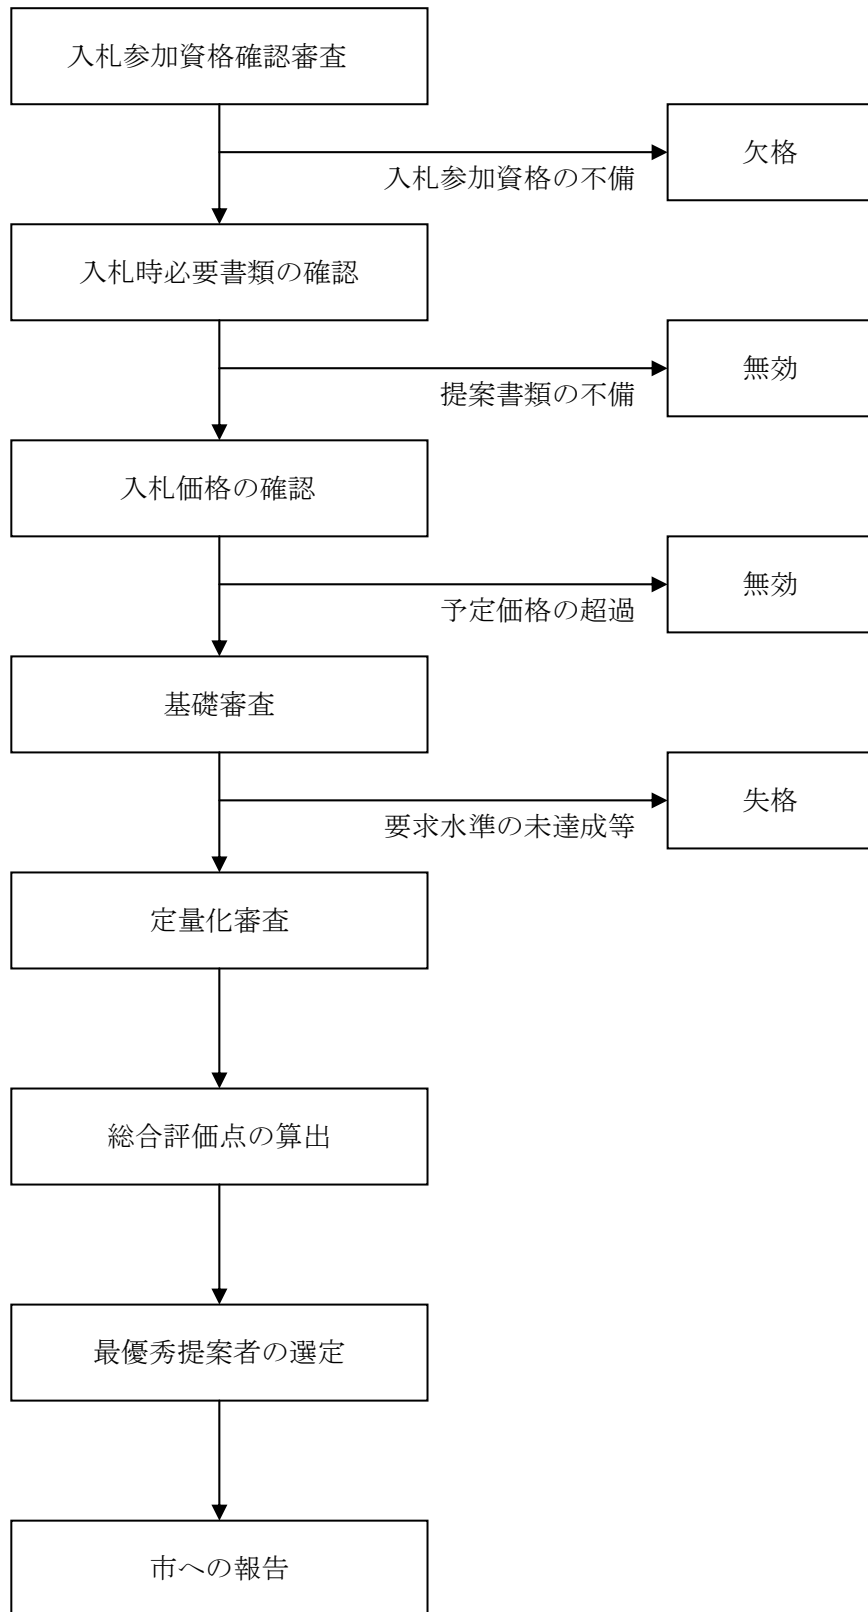 入札参加資格確認審査
欠格
入札参加資格の不備
入札時必要書類の確認
無効
提案書類の不備
入札価格の確認
無効
予定価格の超過
基礎審査
失格
要求水準の未達成等
定量化審査
総合評価点の算出
最優秀提案者の選定
市への報告